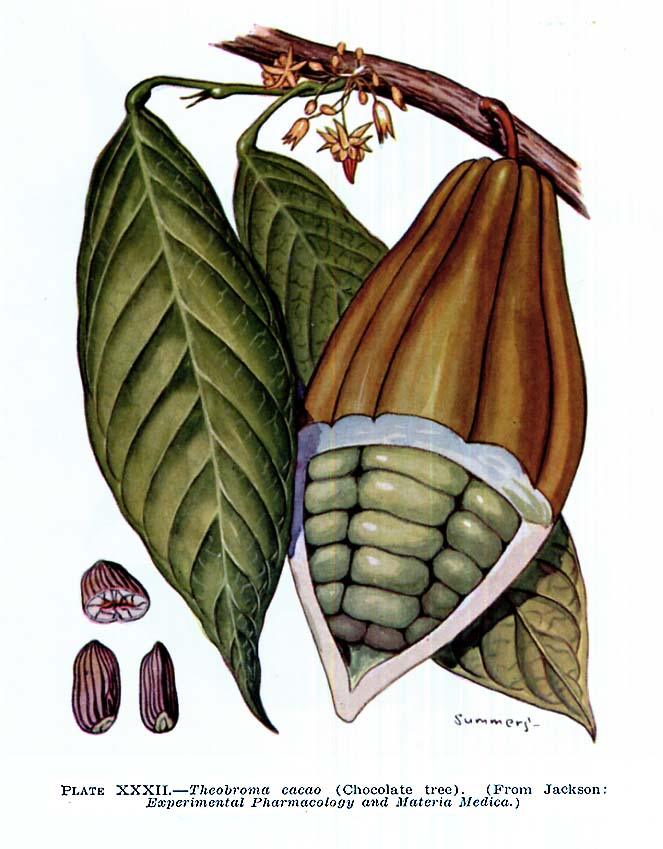 Summers-
PLATE XXXII.—Theobroma cacao (Chocolate tree). (From Jackson:
Experimental Pharmacology and Materia Medica.)